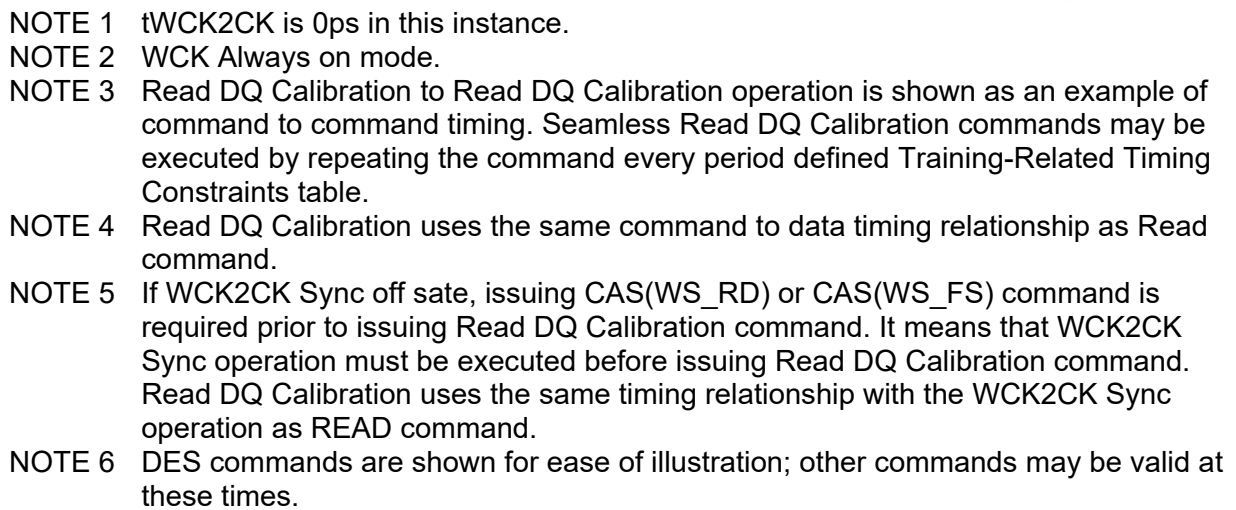 NOTE 1 tWCK2CK is 0ps in this instance.
NOTE 2 WCK Always on mode.
NOTE 3 Read DQ Calibration to Read DQ Calibration operation is shown as an example of
command to command timing. Seamless Read DQ Calibration commands may be
executed by repeating the command every period defined Training-Related Timing
Constraints table.
NOTE 4 Read DQ Calibration uses the same command to data timing relationship as Read
command.
NOTE 5 If WCK2CK Sync off sate, issuing CAS(WS_RD) or CAS(WS_FS) command is
required prior to issuing Read DQ Calibration command. It means that WCK2CK
Sync operation must be executed before issuing Read DQ Calibration command.
Read DQ Calibration uses the same timing relationship with the WCK2CK Sync
operation as READ command.
NOTE 6 DES commands are shown for ease of illustration; other commands may be valid at
these times.